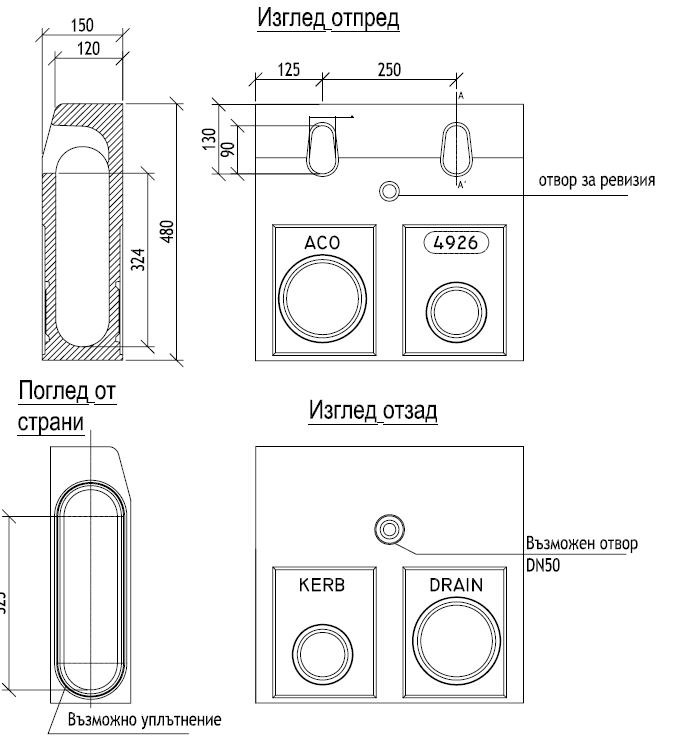 Изглед отпред
150
120
125
250
130
90
А
А'
отвор за ревизия
ACO
4926
324
480
Поглед от
страни
Изглед отзад
Възможен отвор
DN50
KERB
DRAIN
Възможно уплътнение